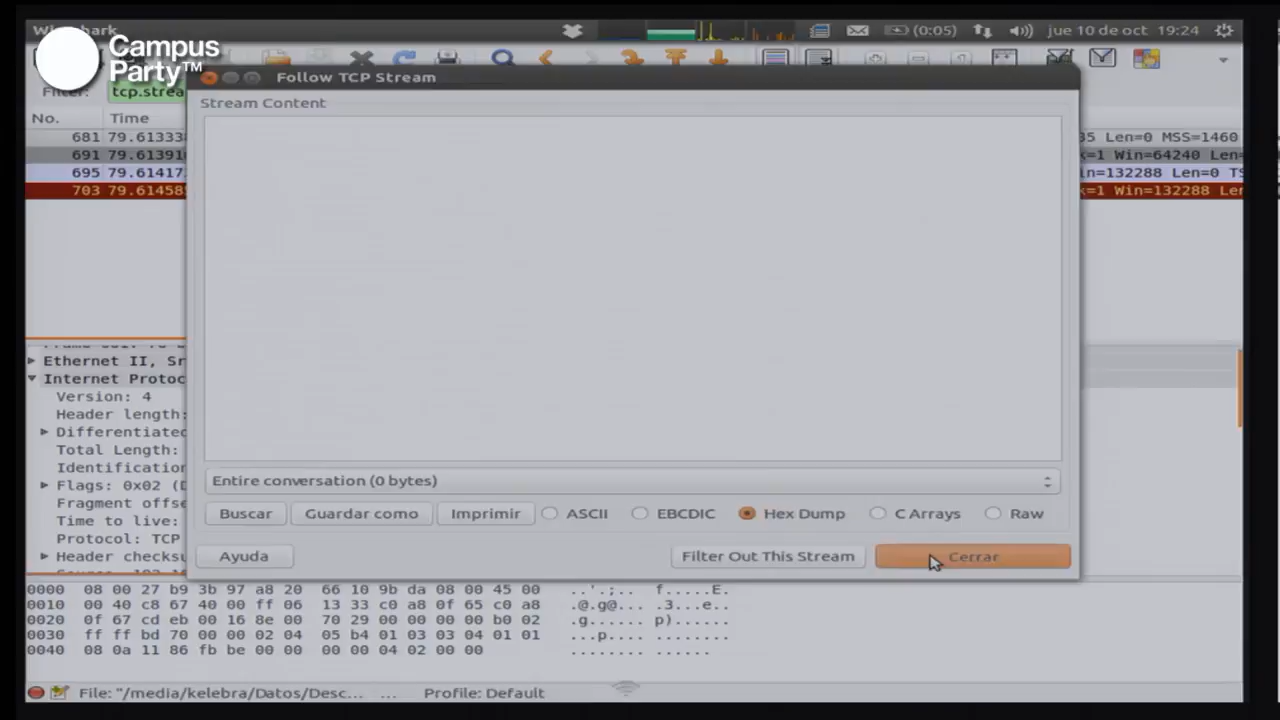 Campus
Party™
jue 10 de oct 19:24
(0:05)
Follow TCP Stream
Filter:
tcp.strea
Stream Content
No. Time
681 79.61333
35 Len=0 MSS=1460
691 79.61391
k=1 Win=64240 Len=
695 79.61417
in=132288 Len=0 TS
703 79.61458
k=1 Win=132288 Len
Ethernet II, Sr
Internet Protoc
Version: 4
Header length:
Differentiated
Total Length:
Identification
Flags: 0x02 (D
Fragment offse
Time to live:
Protocol: TCP
Header checksu
Entire conversation (0 bytes)
Buscar Guardar como Imprimir ASCII EBCDIC Hex Dump C Arrays Raw
Ayuda Filter Out This Stream Cerrar
0000 08 00 27 b9 3b 97 a8 20 66 10 9b da 08 00 45 00 ..'.;.. f.....E.
0010 00 40 c8 67 40 00 ff 06 13 33 c0 a8 0f 65 c0 a8 .@.g@... .3...e..
0020 0f 67 cd eb 00 16 8e 00 70 29 00 00 00 00 b0 02 .g...... p)......
0030 ff ff bd 70 00 00 02 04 05 b4 01 03 03 04 01 01 ...p.... ........
0040 08 0a 11 86 fb be 00 00 00 00 04 02 00 00 ........ ......
File: "/media/kelebra/Datos/Desc... ... Profile: Default